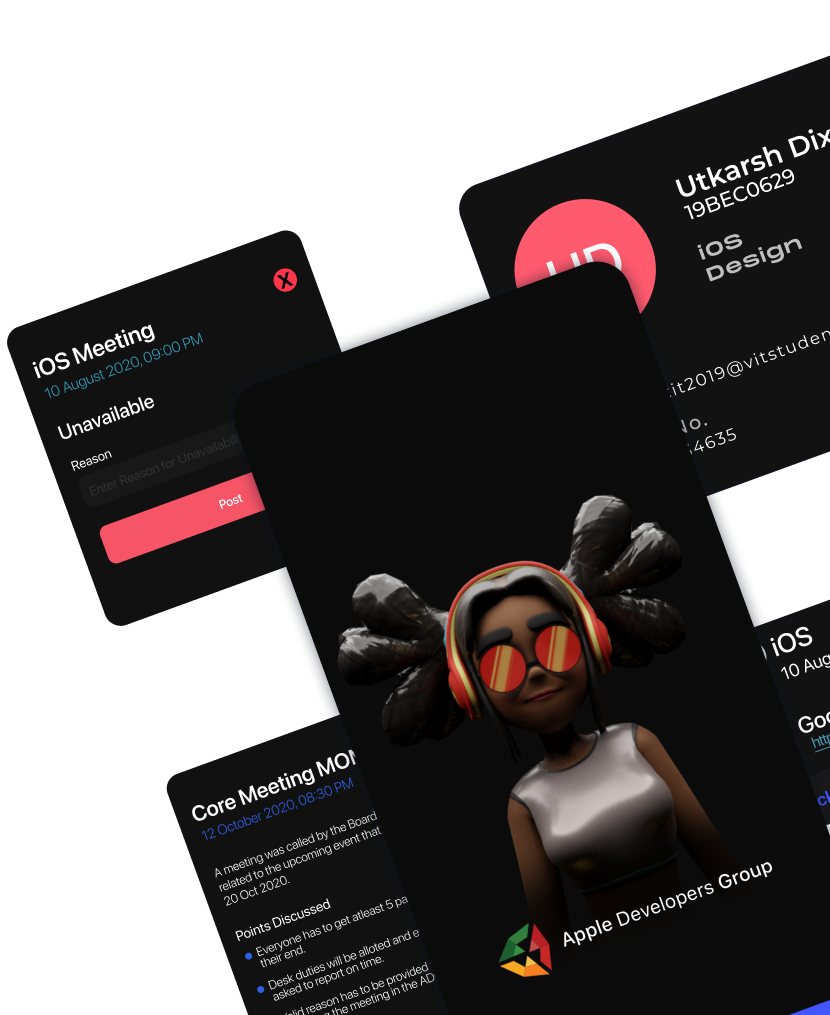 Utkarsh Dix
19BEC0629
UD
iOS
Design
it2019@vitstuden
No.
54635
X
iOS Meeting
10 August 2020, 09:00 PM
Unavailable
Reason
Enter Reason for Unavailabili
Post
iOS
10 Aug
Goo
http
cl
Core Meeting MOM
12 October 2020, 08:30 PM
A meeting was called by the Board
related to the upcoming event that
20 Oct 2020.
Points Discussed
Everyone has to get atleast 5 pa
their end.
Desk duties will be alloted and e
asked to report on time.
alid reason has to be provided
g the meeting in the AD
Apple Developers Group